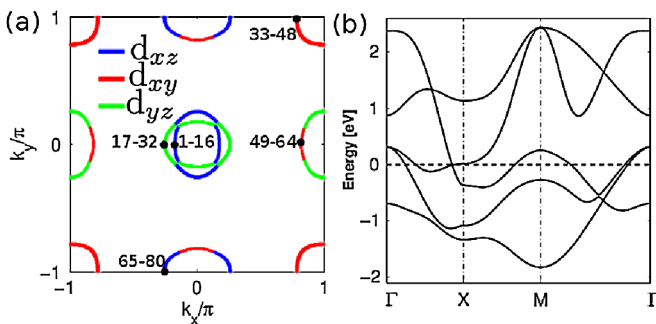 (a)
1
0
-1
-1
0
1
k_y/π
k_x/π
d_xz
d_xy
d_yz
33-48
17-32
1-16
49-64
65-80
(b)
2
1
0
-1
-2
Energy [eV]
Γ
X
M
Γ